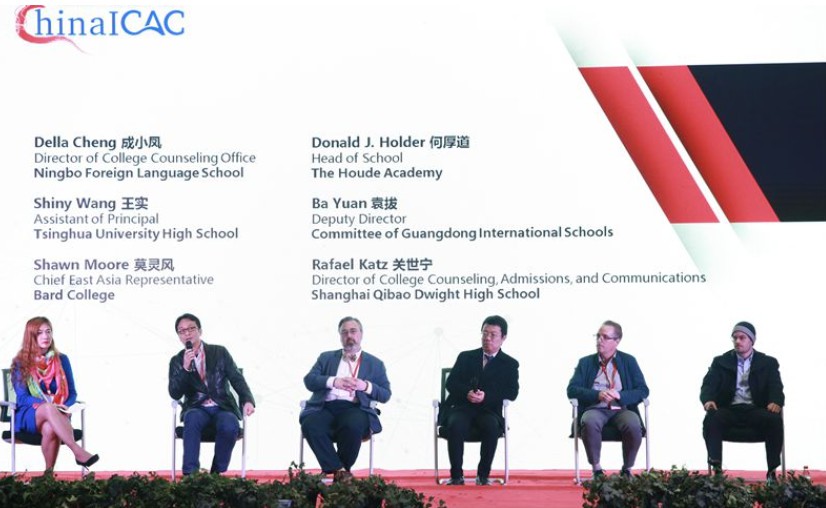 ChinaICAC
Della Cheng 成小凤
Director of College Counseling Office
Ningbo Foreign Language School
Shiny Wang 王实
Assistant of Principal
Tsinghua University High School
Shawn Moore 莫灵风
Chief East Asia Representative
Bard College
Donald J. Holder 何厚道
Head of School
The Houde Academy
Ba Yuan 袁拔
Deputy Director
Committee of Guangdong International Schools
Rafael Katz 关世宁
Director of College Counseling, Admissions, and Communications
Shanghai Qibao Dwight High School